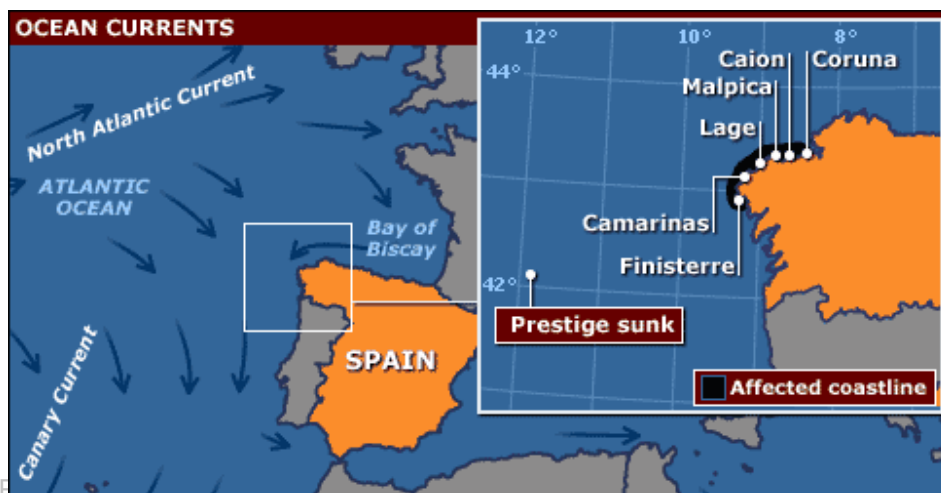 OCEAN CURRENTS
North Atlantic Current
ATLANTIC
OCEAN
Bay of
Biscay
SPAIN
Canary Current
12°
10°
8°
44°
42°
Caion
Coruna
Malpica
Lage
Camarinas
Finisterre
Prestige sunk
Affected coastline